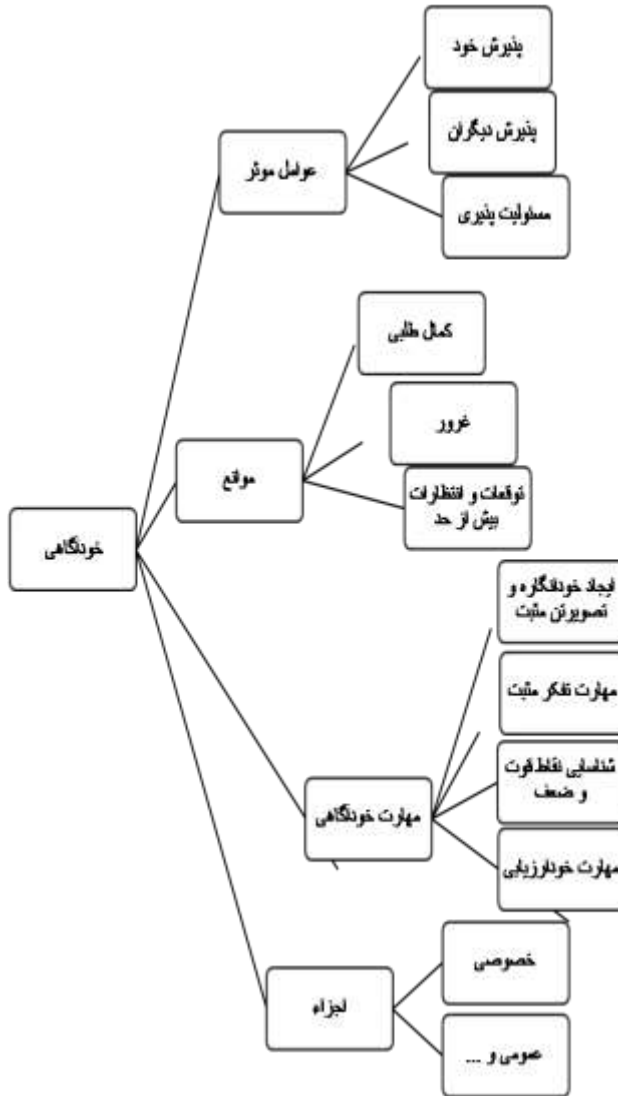 پذیرش خود
پذیرش دیگران
عوامل موثر
مسئولیت پذیری
کمال طلبی
غرور
موانع
توقعات و انتظارات
بیش از حد
خودآگاهی
ایجاد خودانگاره و
تصویرتن مثبت
مهارت تفکر مثبت
شناسایی نقاط قوت
و ضعف
مهارت خودآگاهی
مهارت خودارزیابی
خصوصی
اجزاء
عمومی و ...